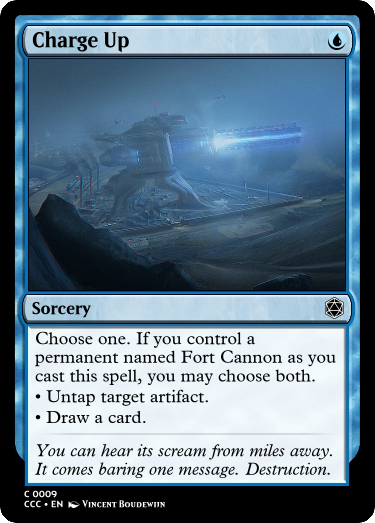 Charge Up
Sorcery
Choose one. If you control a
permanent named Fort Cannon as you
cast this spell, you may choose both.
• Untap target artifact.
• Draw a card.
You can hear its scream from miles away.
It comes baring one message. Destruction.
C 0009
CCC • EN Vincent Boudewijn